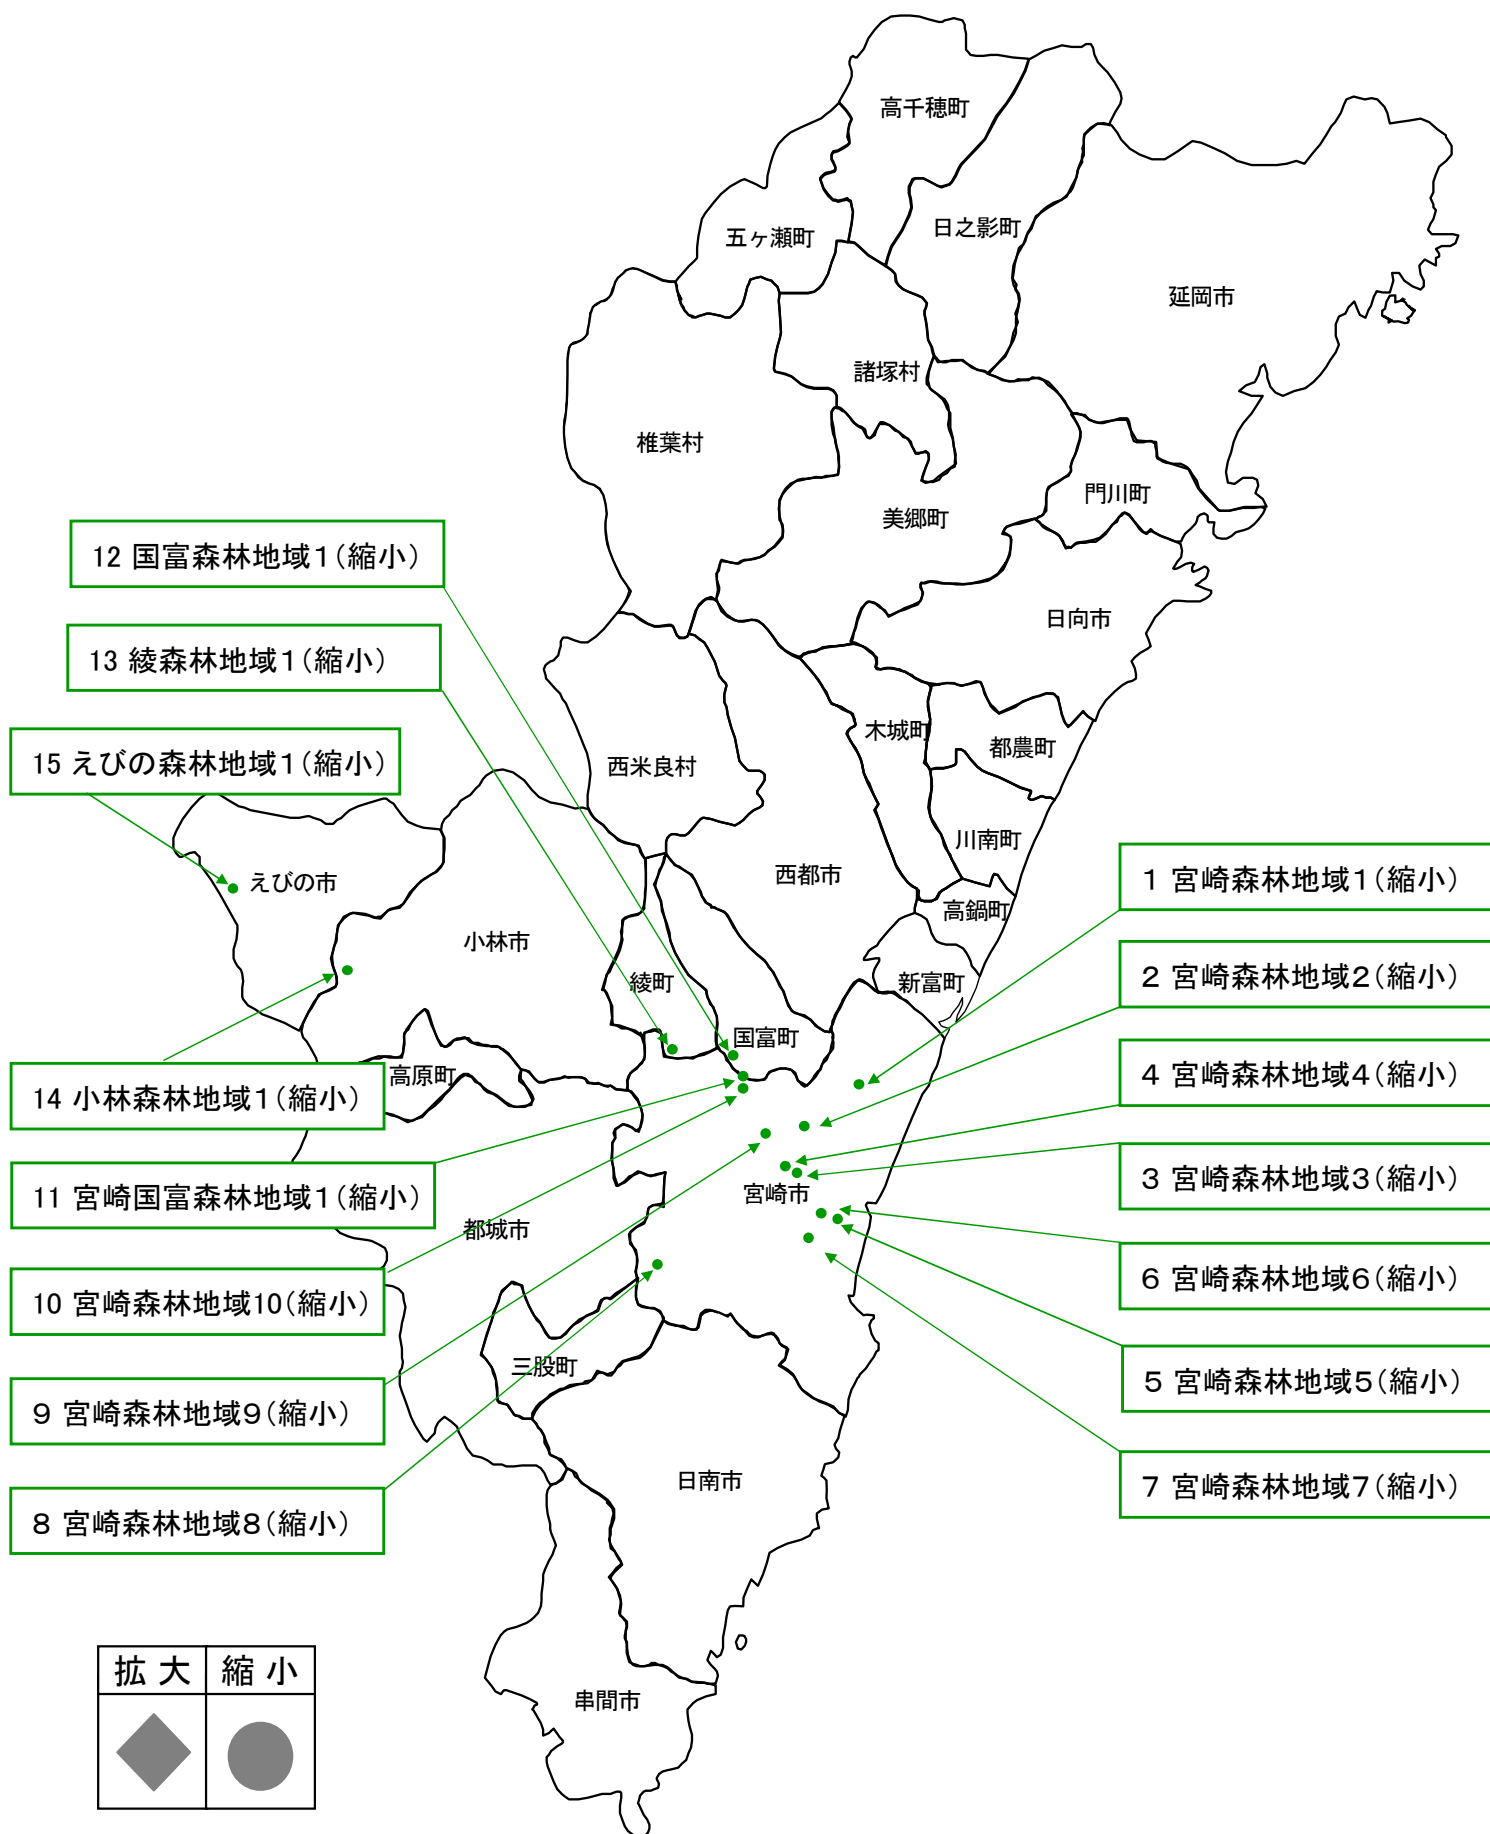 高千穂町
日之影町
五ヶ瀬町
延岡市
諸塚村
椎葉村
門川町
美郷町
12 国富森林地域１（縮小）
日向市
13 綾森林地域１（縮小）
木城町
都農町
15 えびの森林地域１（縮小）
西米良村
川南町
西都市
えびの市
1 宮崎森林地域１（縮小）
高鍋町
小林市
2 宮崎森林地域２（縮小）
綾町
新富町
国富町
4 宮崎森林地域４（縮小）
高原町
14 小林森林地域１（縮小）
3 宮崎森林地域３（縮小）
宮崎市
11 宮崎国富森林地域１（縮小）
都城市
6 宮崎森林地域６（縮小）
10 宮崎森林地域10（縮小）
三股町
5 宮崎森林地域５（縮小）
9 宮崎森林地域９（縮小）
日南市
7 宮崎森林地域７（縮小）
8 宮崎森林地域８（縮小）
拡 大
縮 小
串間市